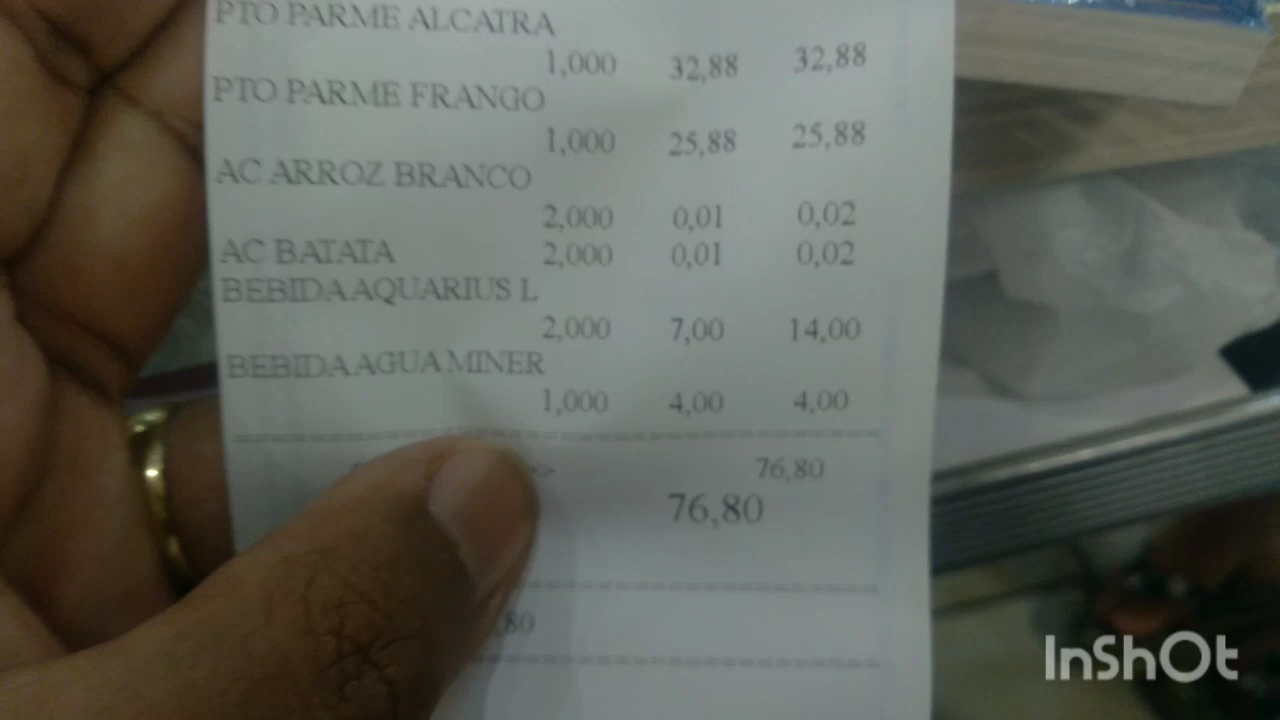 PTO PARME ALCATRA
1,000 32,88 32,88
PTO PARME FRANGO
1,000 25,88 25,88
AC ARROZ BRANCO
2,000 0,01 0,02
AC BATATA 2,000 0,01 0,02
BEBIDA AQUARIUS L
2,000 7,00 14,00
BEBIDA AGUA MINER
1,000 4,00 4,00
76,80
76,80
,80
InShOt